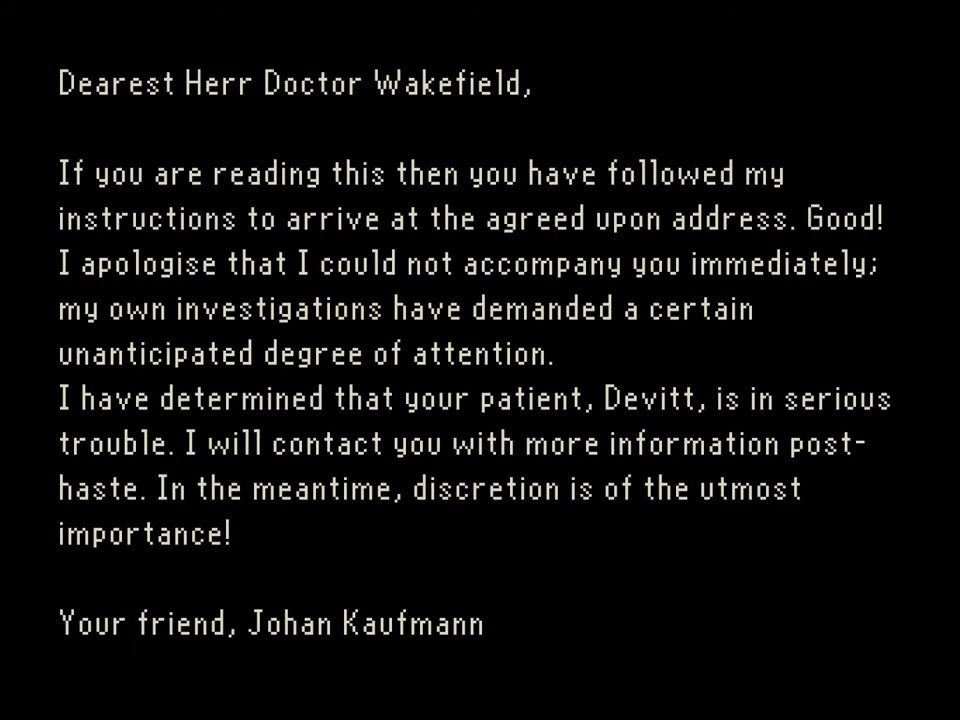 Dearest Herr Doctor Wakefield,
If you are reading this then you have followed my
instructions to arrive at the agreed upon address. Good!
I apologise that I could not accompany you immediately;
my own investigations have demanded a certain
unanticipated degree of attention.
I have determined that your patient, Devitt, is in serious
trouble. I will contact you with more information post-
haste. In the meantime, discretion is of the utmost
importance!
Your friend, Johan Kaufmann